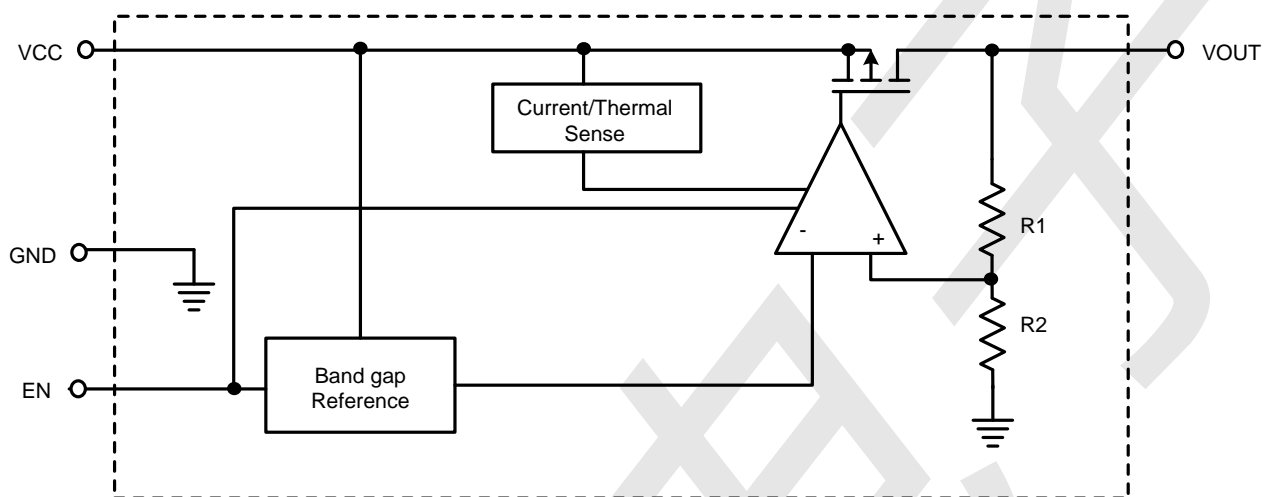 VCC
VOUT
Current/Thermal
Sense
-
+
R1
GND
R2
EN
Band gap
Reference